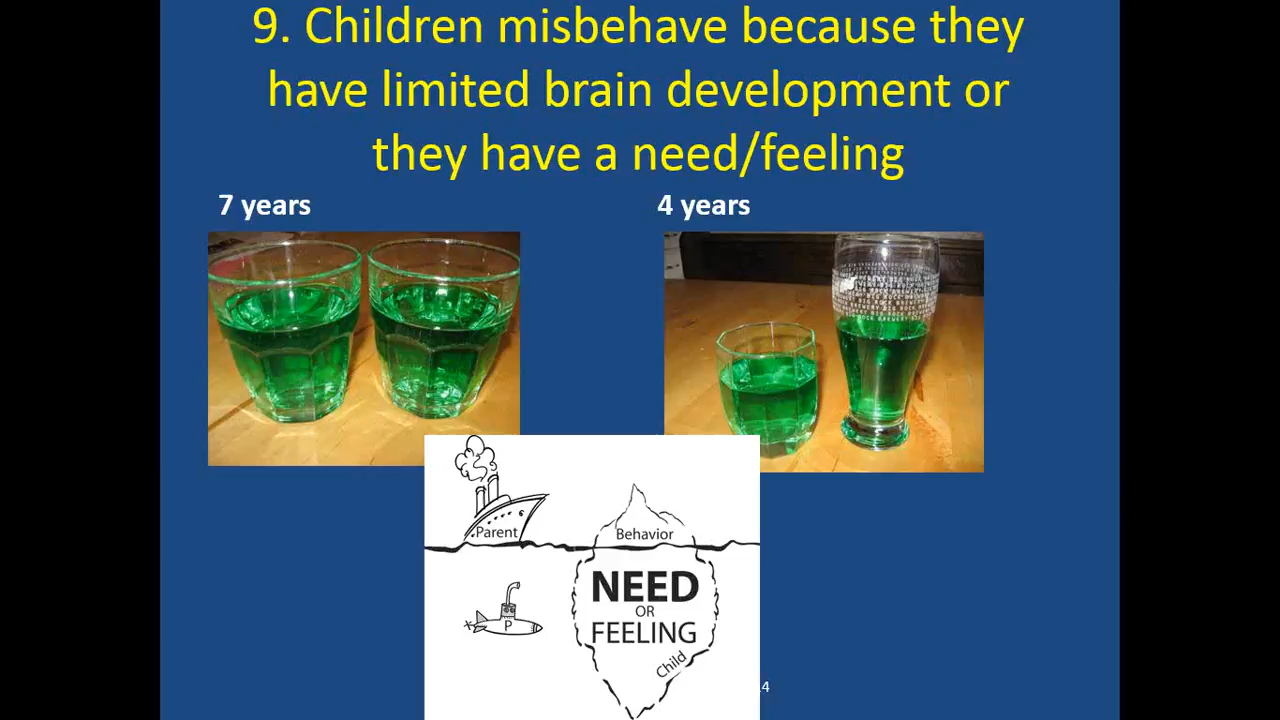 9. Children misbehave because they
have limited brain development or
they have a need/feeling
7 years
4 years
Parent
Behavior
NEED
OR
FEELING
P
Child